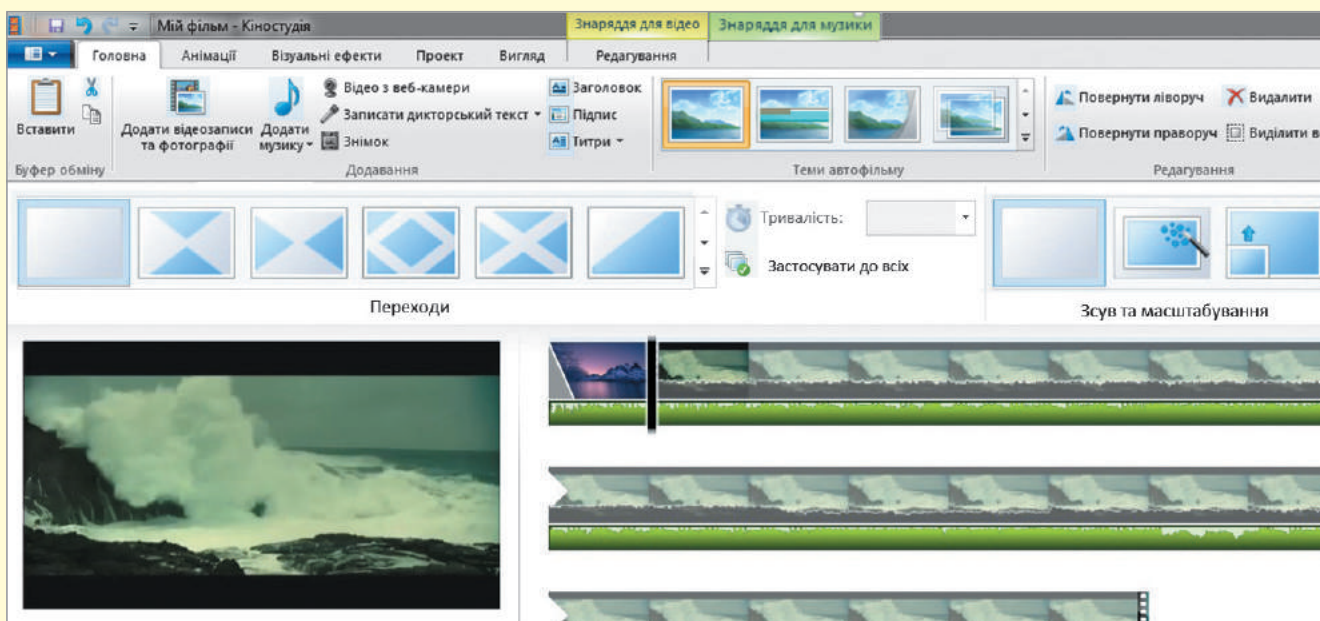 Мій фільм - Кіностудія
Знаряддя для відео
Знаряддя для музики
Головна
Анімації
Візуальні ефекти
Проект
Вигляд
Редагування
Вставити
Буфер обміну
Додати відеозаписи
та фотографії
Додати
музику
Відео з веб-камери
Записати дикторський текст
Знімок
Додавання
Заголовок
Підпис
Титри
Теми автофільму
Повернути ліворуч
Повернути праворуч
Видалити
Виділити в
Редагування
Переходи
Тривалість:
Застосувати до всіх
Зсув та масштабування